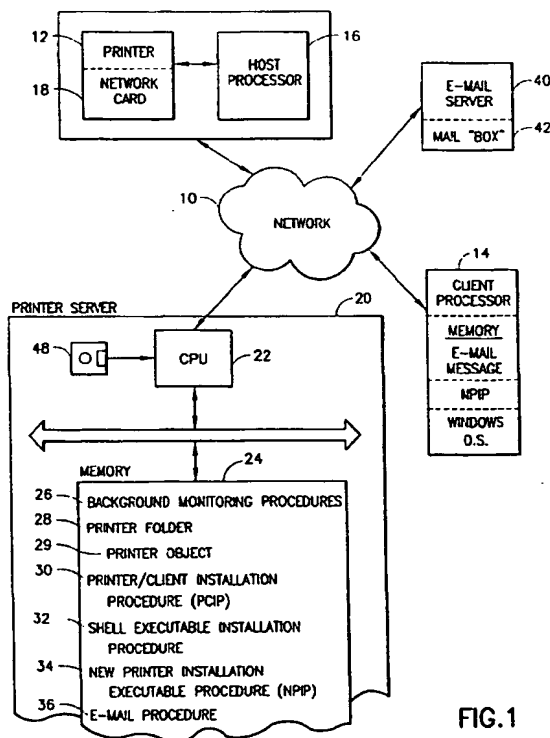 12
PRINTER
18
NETWORK
CARD
HOST
PROCESSOR
16
E-MAIL
SERVER
40
MAIL "BOX"
42
10
NETWORK
14
CLIENT
PROCESSOR
MEMORY
E-MAIL
MESSAGE
NPIP
WINDOWS
O.S.
PRINTER SERVER
20
48
CPU
22
MEMORY
24
26 BACKGROUND MONITORING PROCEDURES
28 PRINTER FOLDER
29 PRINTER OBJECT
30 PRINTER/CLIENT INSTALLATION
PROCEDURE (PCIP)
32 SHELL EXECUTABLE INSTALLATION
PROCEDURE
34 NEW PRINTER INSTALLATION
EXECUTABLE PROCEDURE (NPIP)
36 E-MAIL PROCEDURE
FIG.1